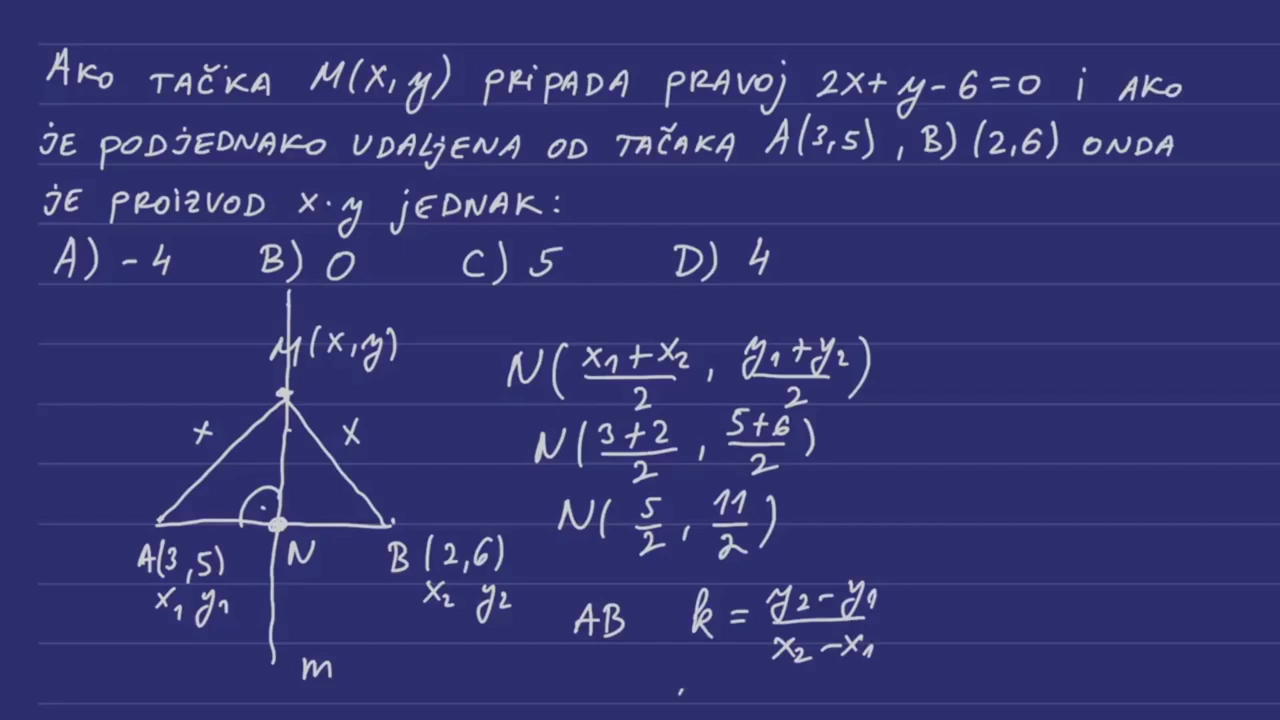 AKO TAČKA M(x,y) PRIPADA PRAVOJ 2x+y-6=0 i AKO
JE PODJEDNAKO UDALJENA OD TAČAKA A(3,5), B)(2,6) ONDA
JE PROIZVOD x·y JEDNAK:
A) -4 B) 0 C) 5 D) 4
M(x,y)
x x
A(3,5) N B(2,6)
x₁ y₁ x₂ y₂
m
N((x₁+x₂)/2, (y₁+y₂)/2)
N((3+2)/2, (5+6)/2)
N(5/2, 11/2)
AB k = (y₂-y₁)/(x₂-x₁)